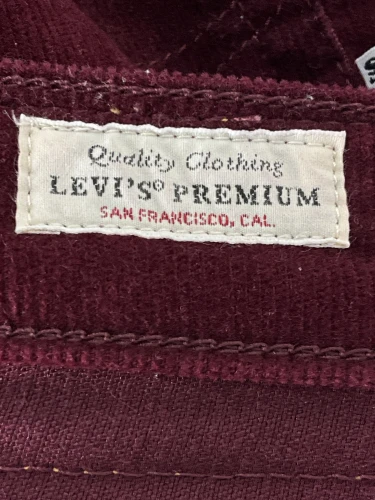 Quality Clothing
LEVI'S® PREMIUM
SAN FRANCISCO, CAL.